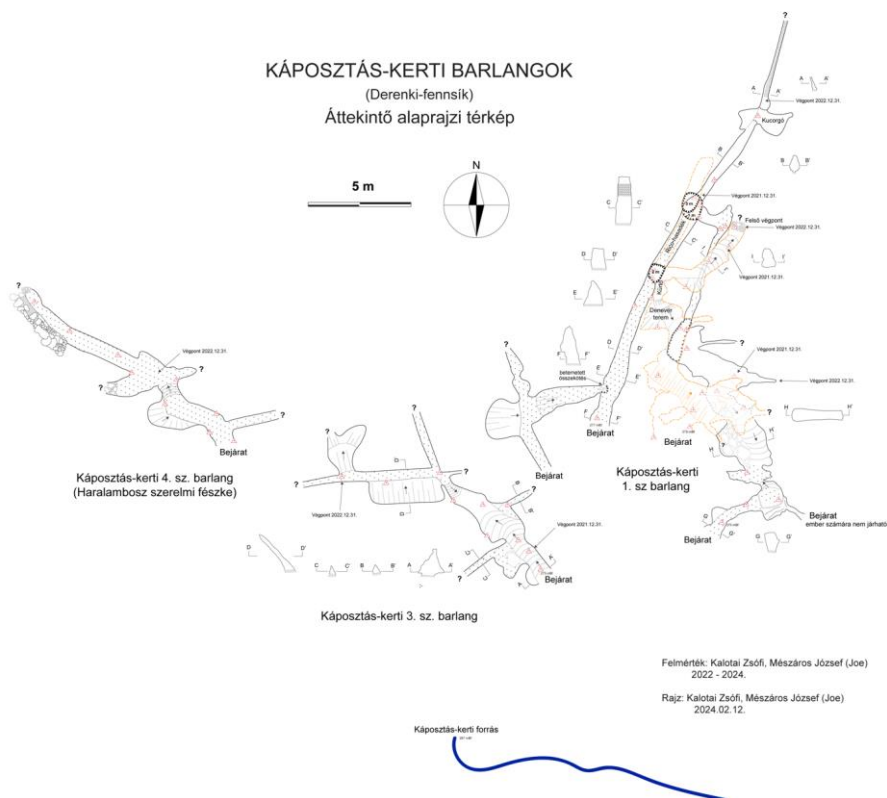 KÁPOSZTÁS-KERTI BARLANGOK
(Derenki-fennsík)
Áttekintő alaprajzi térkép
5 m
N
?
A A'
A A'
Végpont 2022.12.31.
Kucorgó
B B'
B B'
Végpont 2021.12.31.
C C'
C C'
?
Felső végpont
Végpont 2022.12.31.
Végpont 2021.12.31.
I I'
I I'
D D'
E E'
Kürtő
Denevér
terem
F F'
betemetett
összekötés
D D'
E E'
F F'
?
Végpont 2021.12.31.
Végpont 2022.12.31.
?
H H'
H H'
Bejárat
Bejárat
Bejárat
Káposztás-kerti
1. sz barlang
G G'
G G'
Bejárat
Bejárat
ember számára nem járható
?
Végpont 2022.12.31.
?
?
?
Bejárat
Káposztás-kerti 4. sz. barlang
(Haralambosz szerelmi fészke)
?
?
D
D
?
B
B
?
Végpont 2022.12.31.
Végpont 2021.12.31.
C
C
A
A
?
Bejárat
D D'
C C'
B B'
A A'
Káposztás-kerti 3. sz. barlang
Felmérték: Kalotai Zsófi, Mészáros József (Joe)
2022 - 2024.
Rajz: Kalotai Zsófi, Mészáros József (Joe)
2024.02.12.
Káposztás-kerti forrás